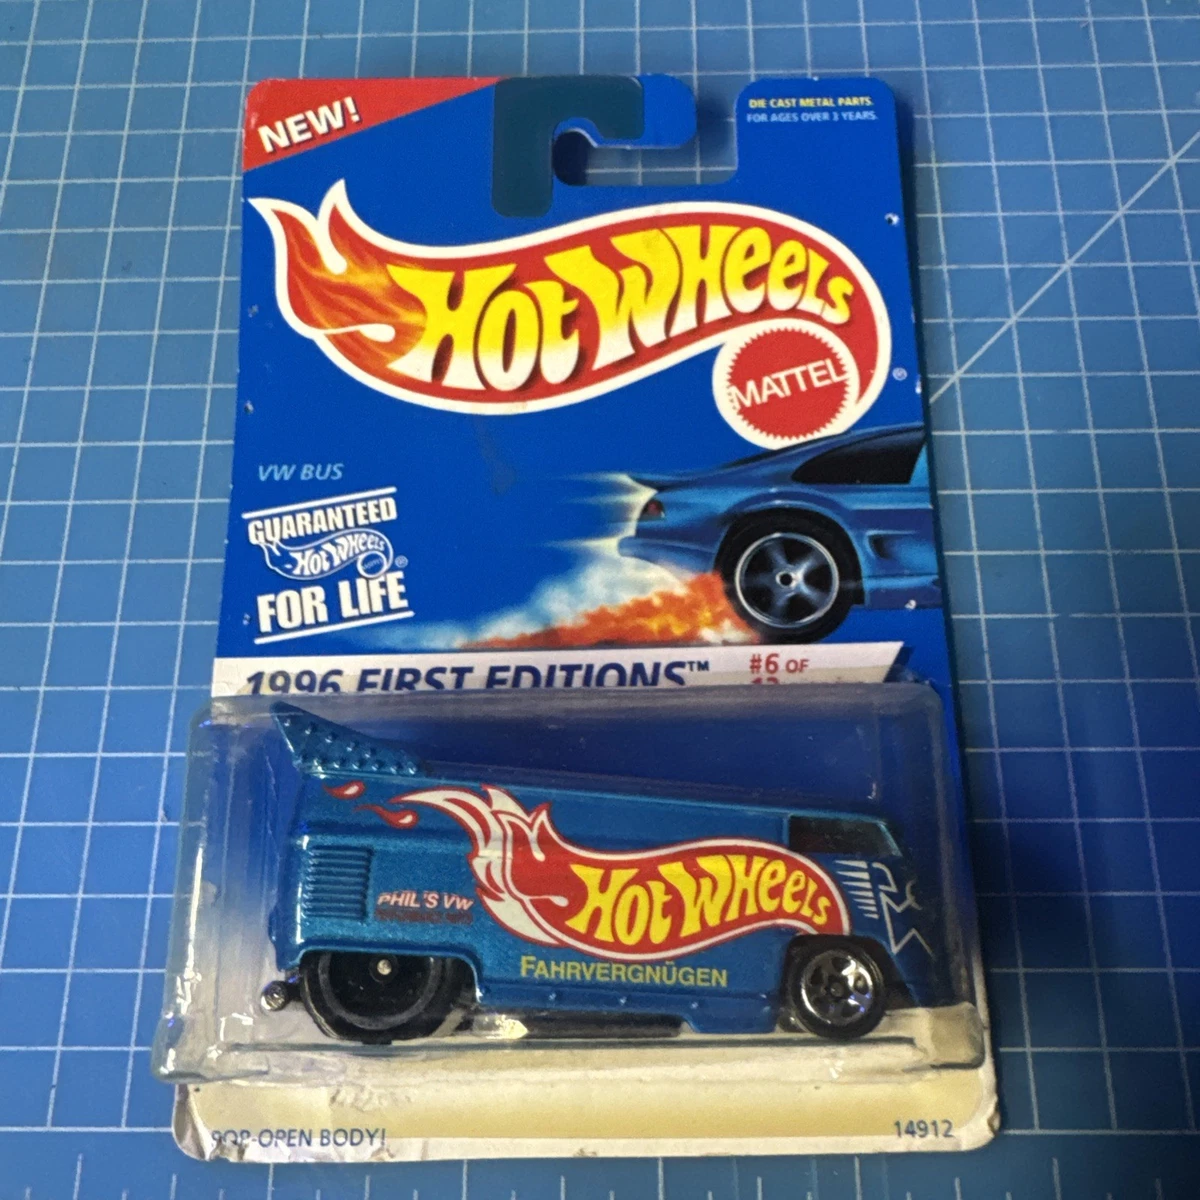 NEW!
DIE CAST METAL PARTS.
FOR AGES OVER 3 YEARS.
HOT WHEELS
MATTEL
®
VW BUS
GUARANTEED
HOT WHEELS ®
FOR LIFE
1996 FIRST EDITIONS™
#6 OF
12
PHIL'S VW
HOT WHEELS
FAHRVERGNÜGEN
POP-OPEN BODY!
14912